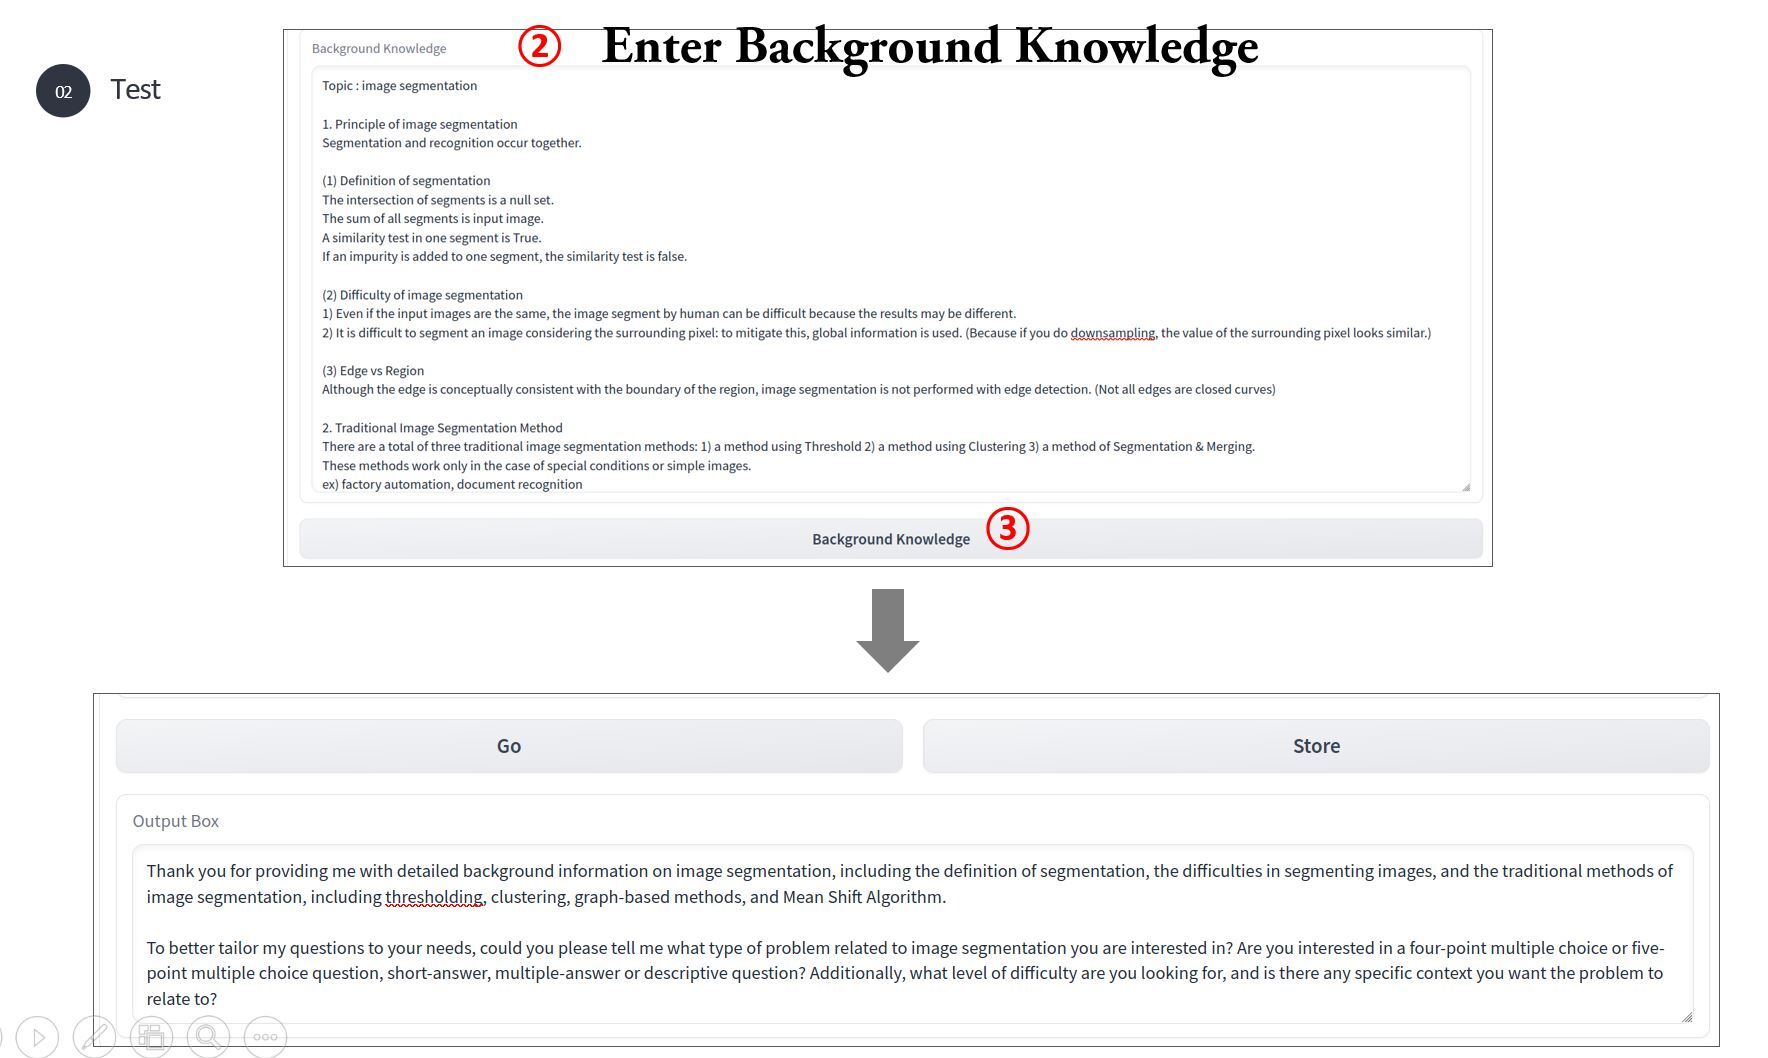 02
Test
② Enter Background Knowledge
Background Knowledge
Topic : image segmentation
1. Principle of image segmentation
Segmentation and recognition occur together.
(1) Definition of segmentation
The intersection of segments is a null set.
The sum of all segments is input image.
A similarity test in one segment is True.
If an impurity is added to one segment, the similarity test is false.
(2) Difficulty of image segmentation
1) Even if the input images are the same, the image segment by human can be difficult because the results may be different.
2) It is difficult to segment an image considering the surrounding pixel: to mitigate this, global information is used. (Because if you do downsampling, the value of the surrounding pixel looks similar.)
(3) Edge vs Region
Although the edge is conceptually consistent with the boundary of the region, image segmentation is not performed with edge detection. (Not all edges are closed curves)
2. Traditional Image Segmentation Method
There are a total of three traditional image segmentation methods: 1) a method using Threshold 2) a method using Clustering 3) a method of Segmentation & Merging.
These methods work only in the case of special conditions or simple images.
ex) factory automation, document recognition
Background Knowledge ③
Go
Store
Output Box
Thank you for providing me with detailed background information on image segmentation, including the definition of segmentation, the difficulties in segmenting images, and the traditional methods of
image segmentation, including thresholding, clustering, graph-based methods, and Mean Shift Algorithm.
To better tailor my questions to your needs, could you please tell me what type of problem related to image segmentation you are interested in? Are you interested in a four-point multiple choice or five-
point multiple choice question, short-answer, multiple-answer or descriptive question? Additionally, what level of difficulty are you looking for, and is there any specific context you want the problem to
relate to?